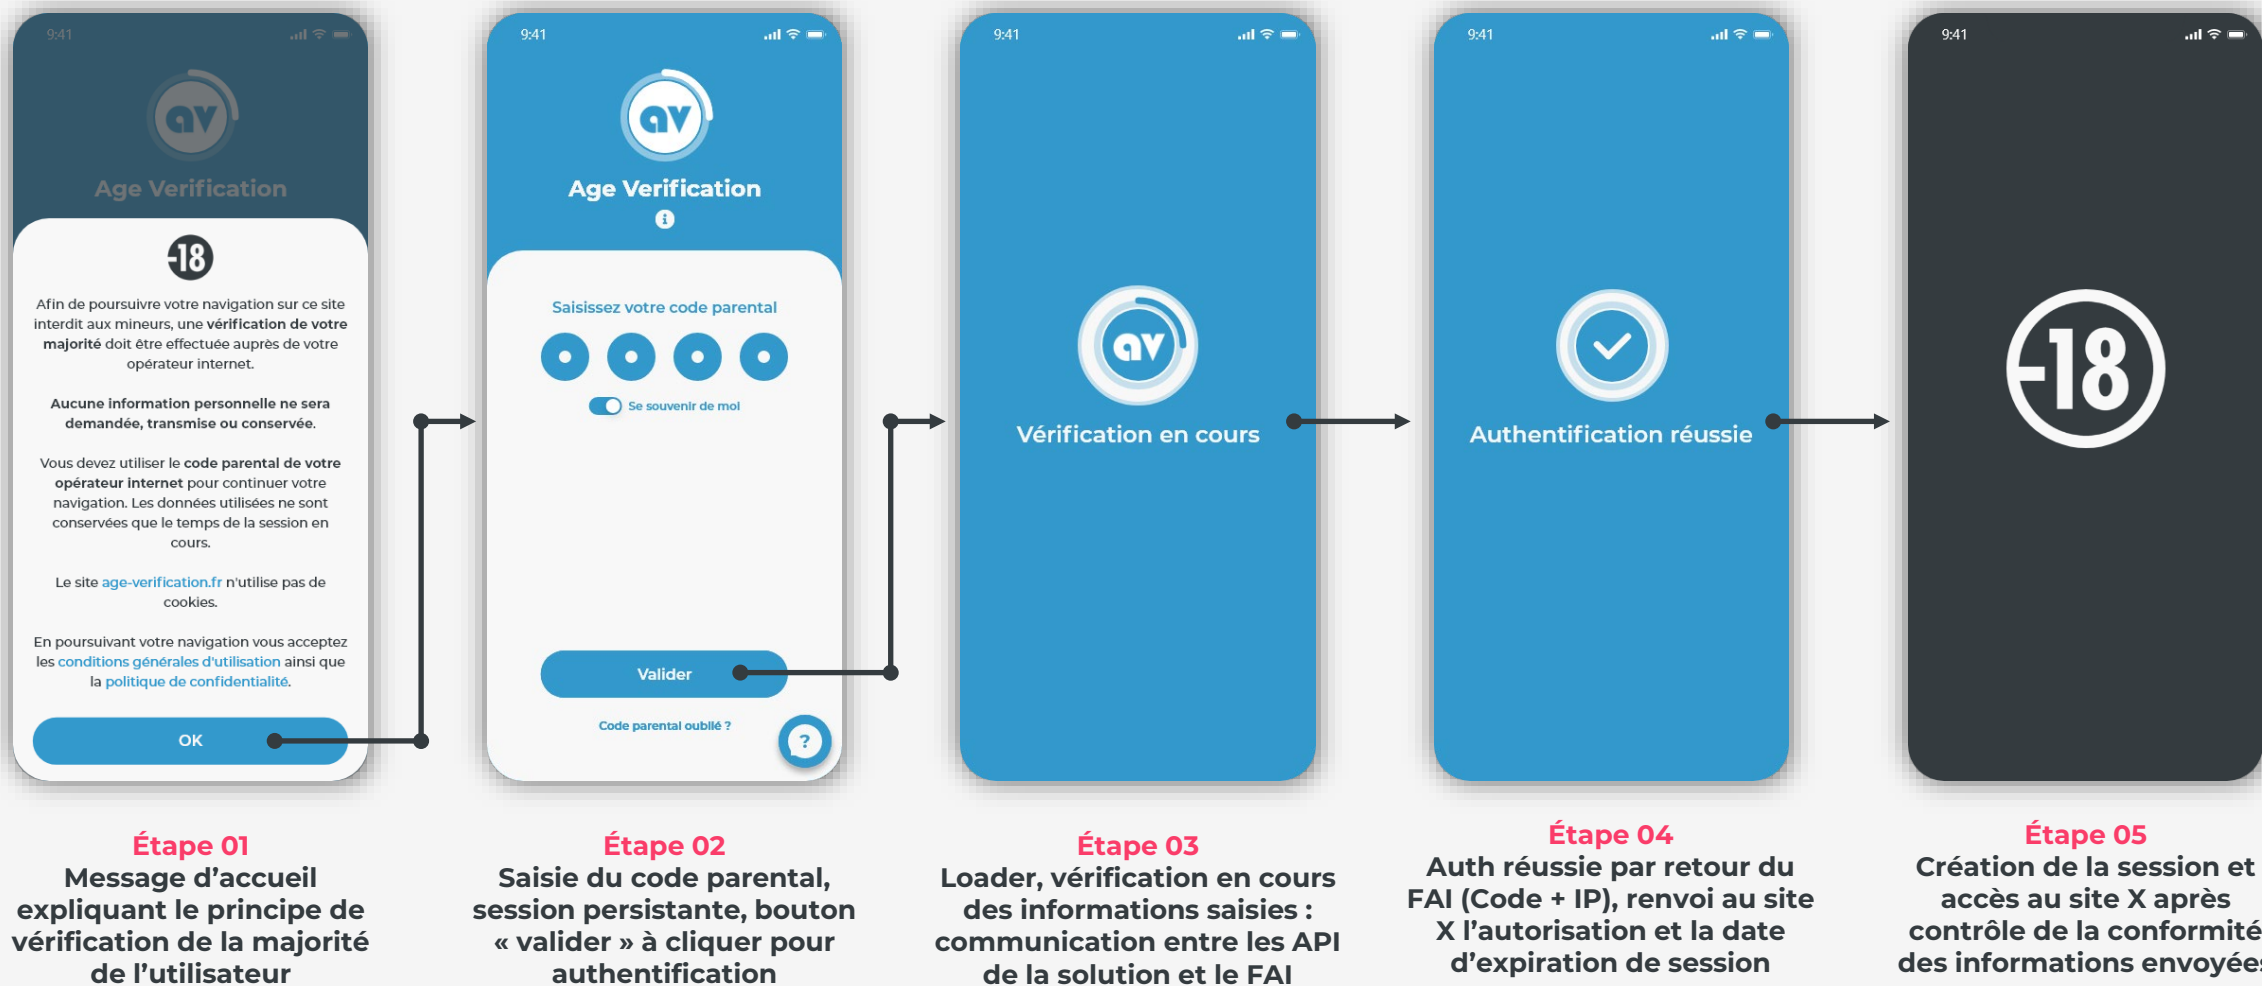 9:41
av
Age Verification
-18
Afin de poursuivre votre navigation sur ce site
interdit aux mineurs, une vérification de votre
majorité doit être effectuée auprès de votre
opérateur internet.
Aucune information personnelle ne sera
demandée, transmise ou conservée.
Vous devez utiliser le code parental de votre
opérateur internet pour continuer votre
navigation. Les données utilisées ne sont
conservées que le temps de la session en
cours.
Le site age-verification.fr n'utilise pas de
cookies.
En poursuivant votre navigation vous acceptez
les conditions générales d'utilisation ainsi que
la politique de confidentialité.
OK
Étape 01
Message d’accueil
expliquant le principe de
vérification de la majorité
de l’utilisateur
9:41
av
Age Verification
i
Saisissez votre code parental
Se souvenir de moi
Valider
Code parental oublié ?
?
Étape 02
Saisie du code parental,
session persistante, bouton
« valider » à cliquer pour
authentification
9:41
av
Vérification en cours
Étape 03
Loader, vérification en cours
des informations saisies :
communication entre les API
de la solution et le FAI
9:41
Authentification réussie
Étape 04
Auth réussie par retour du
FAI (Code + IP), renvoi au site
X l’autorisation et la date
d’expiration de session
9:41
-18
Étape 05
Création de la session et
accès au site X après
contrôle de la conformité
des informations envoyées